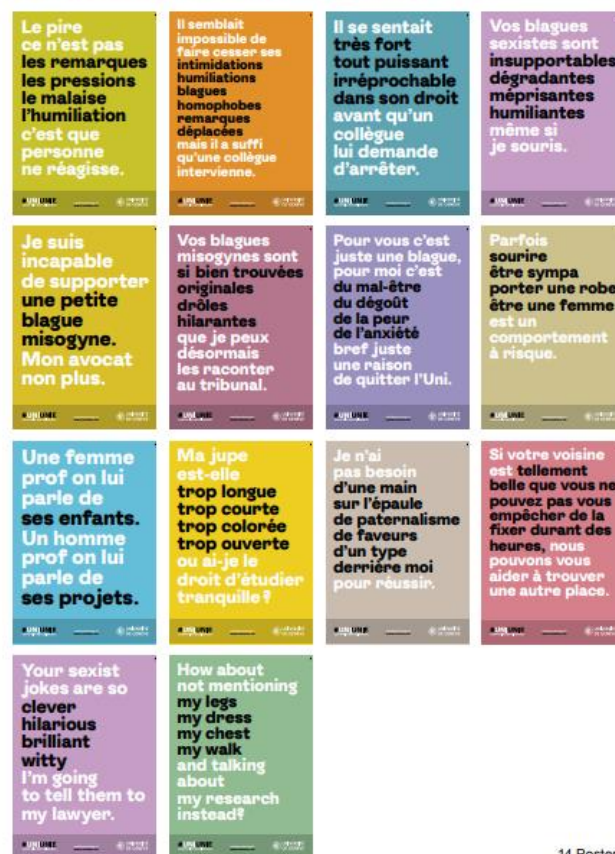 Le pire
ce n'est pas
les remarques
les pressions
le malaise
l'humiliation
c'est que
personne
ne réagisse.
Il semblait
impossible de
faire cesser ses
intimidations
humiliations
blagues
homophobes
remarques
déplacées
mais il a suffi
qu'une collègue
intervienne.
Il se sentait
très fort
tout puissant
irréprochable
dans son droit
avant qu'un
collègue
lui demande
d'arrêter.
Vos blagues
sexistes sont
insupportables
dégradantes
méprisantes
humiliantes
même si
je souris.
Je suis
incapable
de supporter
une petite
blague
misogyne.
Mon avocat
non plus.
Vos blagues
misogynes sont
si bien trouvées
originales
drôles
hilarantes
que je peux
désormais
les raconter
au tribunal.
Pour vous c'est
juste une blague,
pour moi c'est
du mal-être
du dégoût
de la peur
de l'anxiété
bref juste
une raison
de quitter l'Uni.
Parfois
sourire
être sympa
porter une robe
être une femme
est un
comportement
à risque.
Une femme
prof on lui
parle de
ses enfants.
Un homme
prof on lui
parle de
ses projets.
Ma jupe
est-elle
trop longue
trop courte
trop colorée
trop ouverte
ou ai-je le
droit d'étudier
tranquille ?
Je n'ai
pas besoin
d'une main
sur l'épaule
de paternalisme
de faveurs
d'un type
derrière moi
pour réussir.
Si votre voisine
est tellement
belle que vous ne
pouvez pas vous
empêcher de la
fixer durant des
heures, nous
pouvons vous
aider à trouver
une autre place.
Your sexist
jokes are so
clever
hilarious
brilliant
witty
I'm going
to tell them to
my lawyer.
How about
not mentioning
my legs
my dress
my chest
my walk
and talking
about
my research
instead?